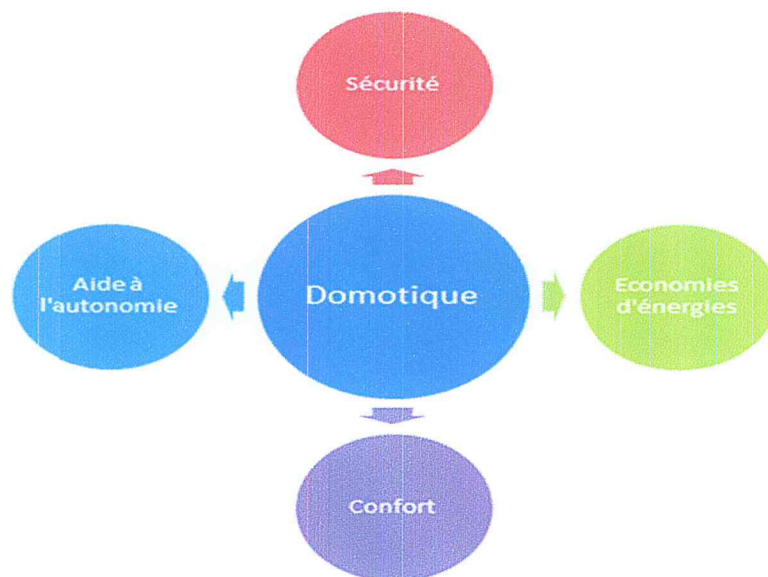 Sécurité
Aide à
l'autonomie
Domotique
Economies
d'énergies
Confort